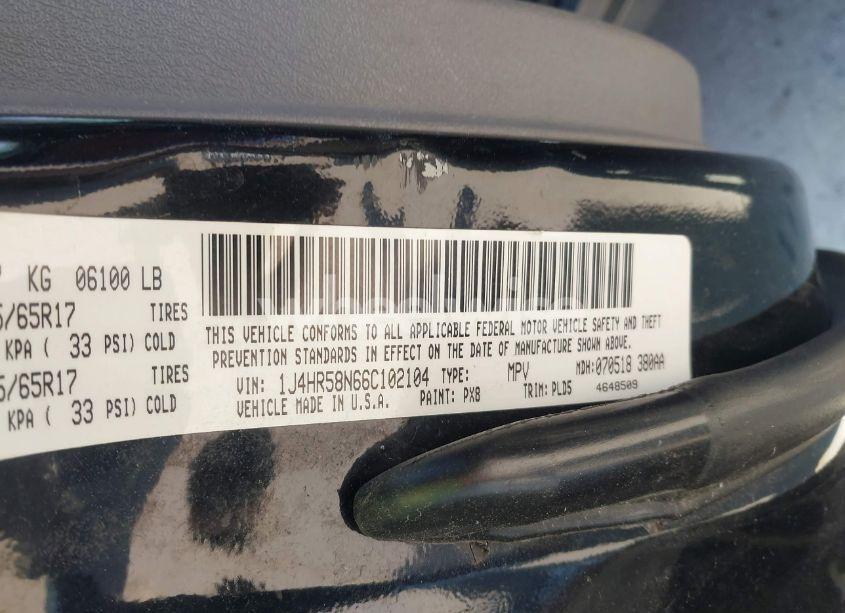 KG 06100 LB
/65R17 TIRES
KPA ( 33 PSI) COLD
/65R17
KPA ( 33 PSI) COLD
THIS VEHICLE CONFORMS TO ALL APPLICABLE FEDERAL MOTOR VEHICLE SAFETY AND THEFT
PREVENTION STANDARDS IN EFFECT ON THE DATE OF MANUFACTURE SHOWN ABOVE.
VIN: 1J4HR58N66C102104 TYPE: MPV MDH:070518 380AA
VEHICLE MADE IN U.S.A. PAINT: PXB TRIM: PLD5 4648509